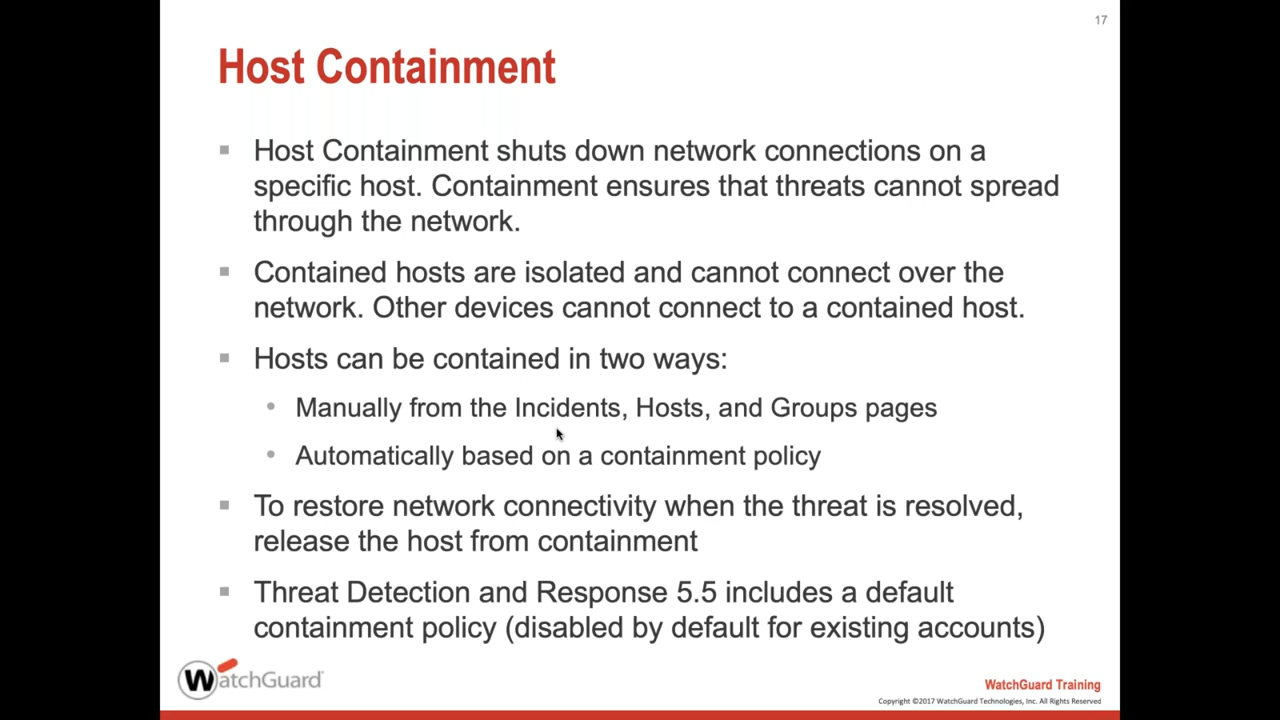 17
Host Containment
▪ Host Containment shuts down network connections on a
specific host. Containment ensures that threats cannot spread
through the network.
▪ Contained hosts are isolated and cannot connect over the
network. Other devices cannot connect to a contained host.
▪ Hosts can be contained in two ways:
• Manually from the Incidents, Hosts, and Groups pages
• Automatically based on a containment policy
▪ To restore network connectivity when the threat is resolved,
release the host from containment
▪ Threat Detection and Response 5.5 includes a default
containment policy (disabled by default for existing accounts)
WatchGuard
WatchGuard Training
Copyright ©2017 WatchGuard Technologies, Inc. All Rights Reserved